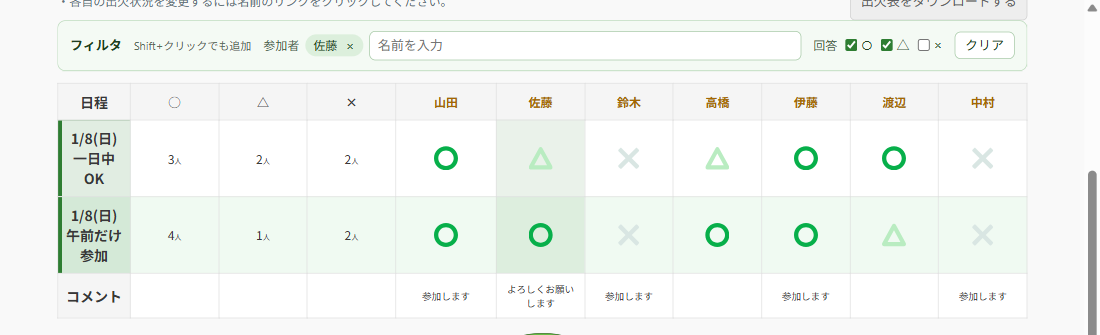 ・各自の出欠状況を変更するには名前のリンクをクリックしてください。
出欠表をダウンロードする
フィルタ Shift+クリックでも追加 参加者 佐藤 × 名前を入力 回答 ○ △ × クリア
日程 〇 △ × 山田 佐藤 鈴木 高橋 伊藤 渡辺 中村
1/8(日)
一日中
OK
3人 2人 2人
1/8(日)
午前だけ
参加
4人 1人 2人
コメント 参加します よろしくお願い
します 参加します 参加します 参加します